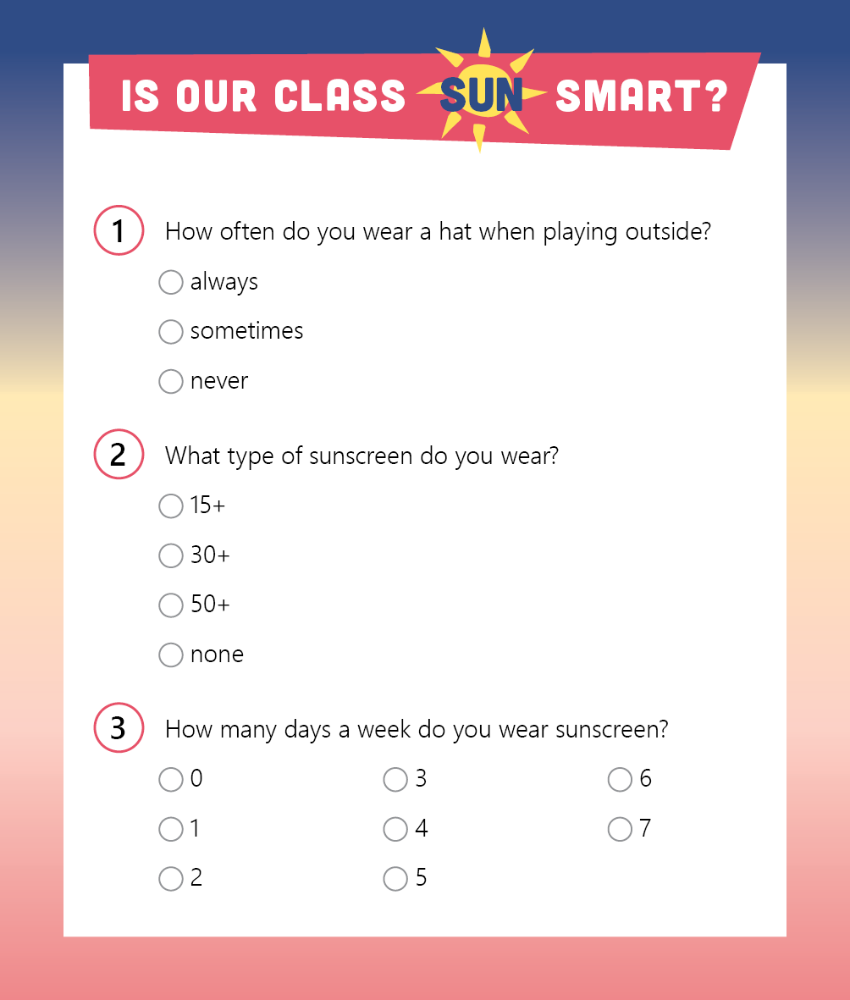 IS OUR CLASS SUN SMART?
1 How often do you wear a hat when playing outside?
always
sometimes
never
2 What type of sunscreen do you wear?
15+
30+
50+
none
3 How many days a week do you wear sunscreen?
0 3 6
1 4 7
2 5